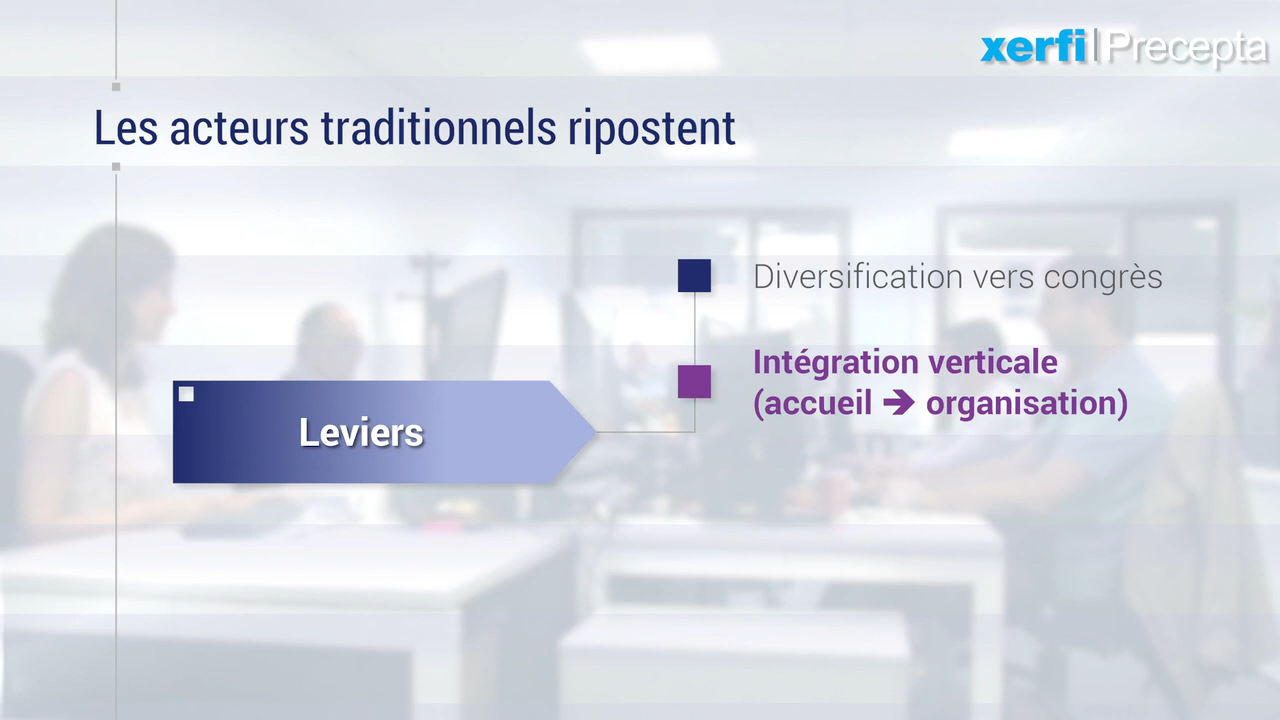 xerfi|Precepta
Les acteurs traditionnels ripostent
Diversification vers congrès
Intégration verticale
(accueil ➔ organisation)
Leviers